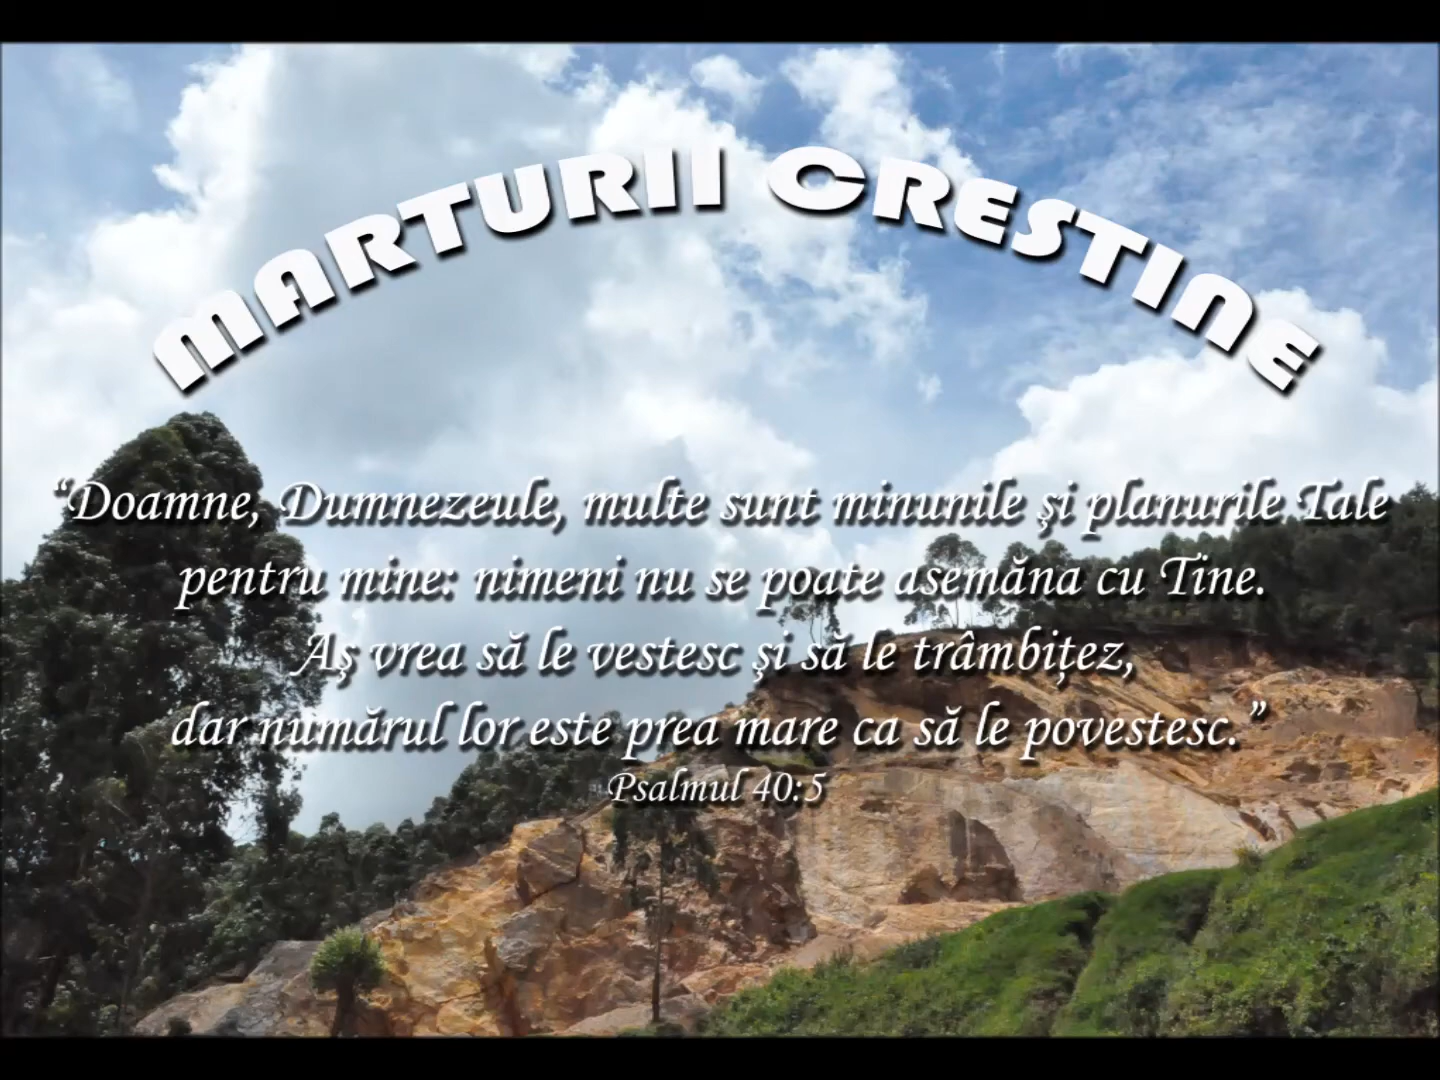 MARTURII CRESTINE
“Doamne, Dumnezeule, multe sunt minunile şi planurile Tale
pentru mine: nimeni nu se poate asemăna cu Tine.
Aş vrea să le vestesc şi să le trâmbiţez,
dar numărul lor este prea mare ca să le povestesc.”
Psalmul 40:5